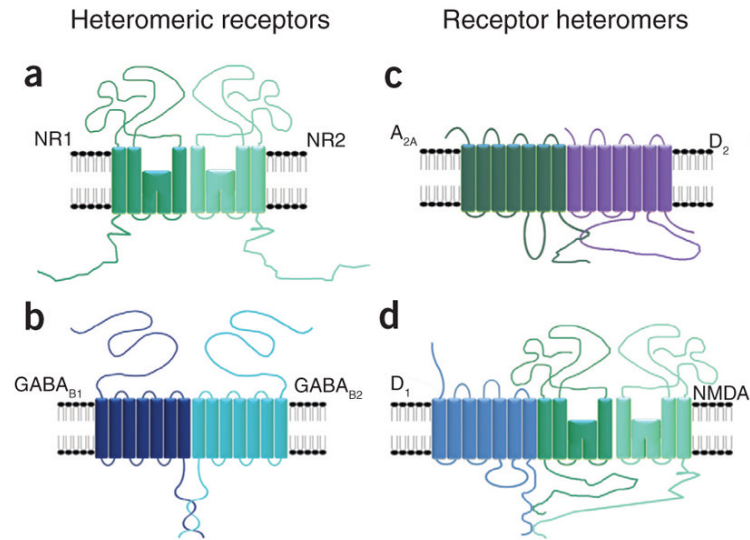 Heteromeric receptors
Receptor heteromers
a
NR1
NR2
c
A2A
D2
b
GABAB1
GABAB2
d
D1
NMDA